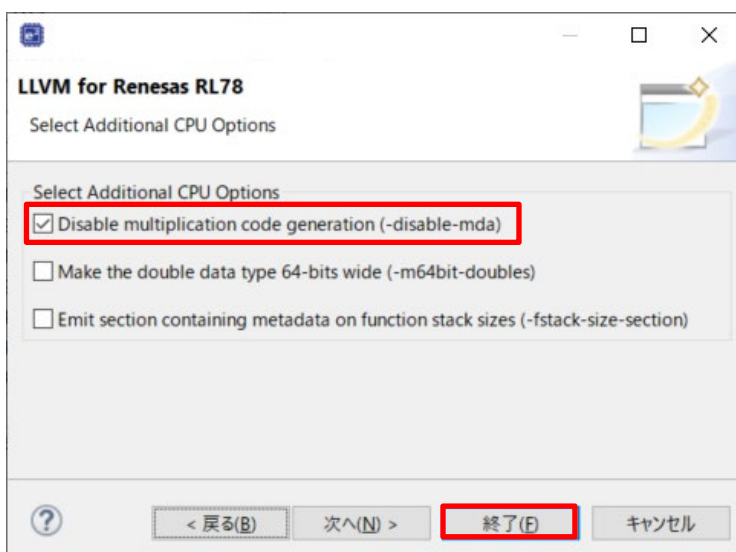 LLVM for Renesas RL78
Select Additional CPU Options
Select Additional CPU Options
Disable multiplication code generation (-disable-mda)
Make the double data type 64-bits wide (-m64bit-doubles)
Emit section containing metadata on function stack sizes (-fstack-size-section)
< 戻る(B) 次へ(N) > 終了(F) キャンセル